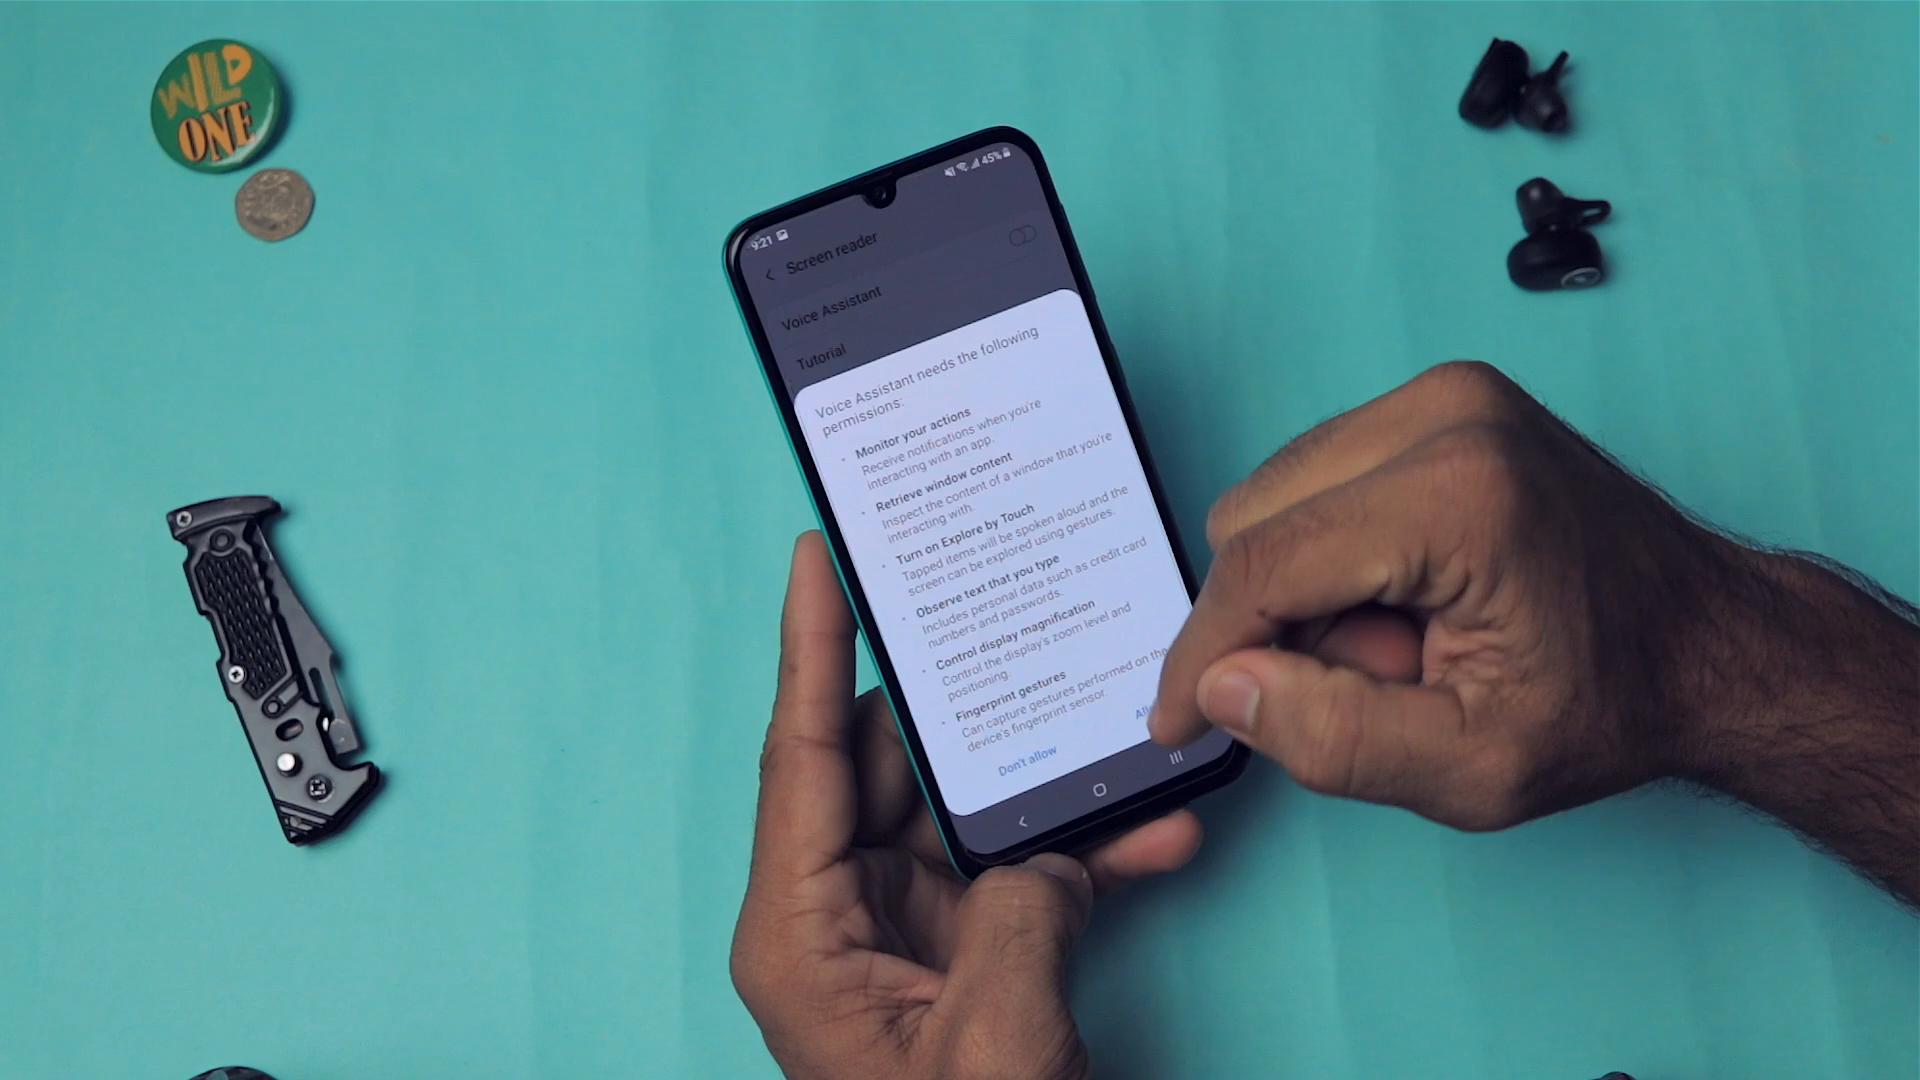 WILD
ONE
9:21
45%
Screen reader
Voice Assistant
Tutorial
Voice Assistant needs the following
permissions:
Monitor your actions
Receive notifications when you're
interacting with an app.
Retrieve window content
Inspect the content of a window that you're
interacting with.
Turn on Explore by Touch
Tapped items will be spoken aloud and the
screen can be explored using gestures.
Observe text that you type
Includes personal data such as credit card
numbers and passwords.
Control display magnification
Control the display's zoom level and
positioning.
Fingerprint gestures
Can capture gestures performed on the
device's fingerprint sensor.
Don't allow